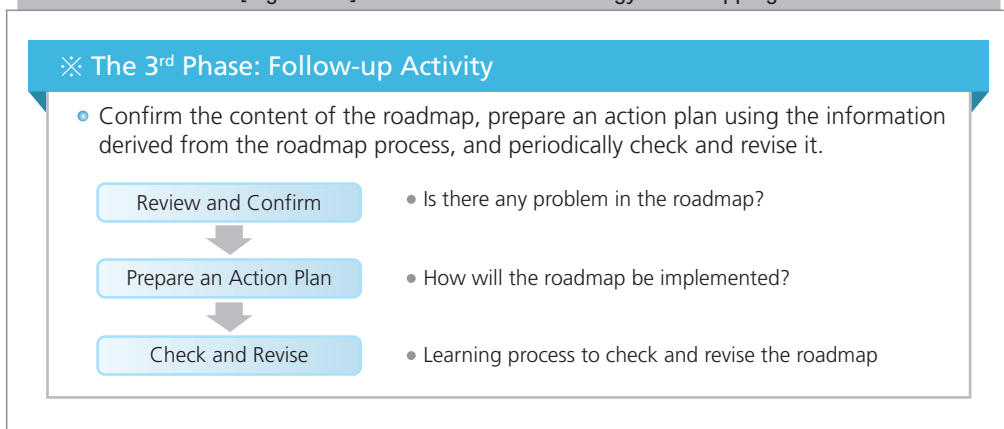 ※ The 3rd Phase: Follow-up Activity
Confirm the content of the roadmap, prepare an action plan using the information
derived from the roadmap process, and periodically check and revise it.
Review and Confirm
• Is there any problem in the roadmap?
Prepare an Action Plan
• How will the roadmap be implemented?
Check and Revise
• Learning process to check and revise the roadmap